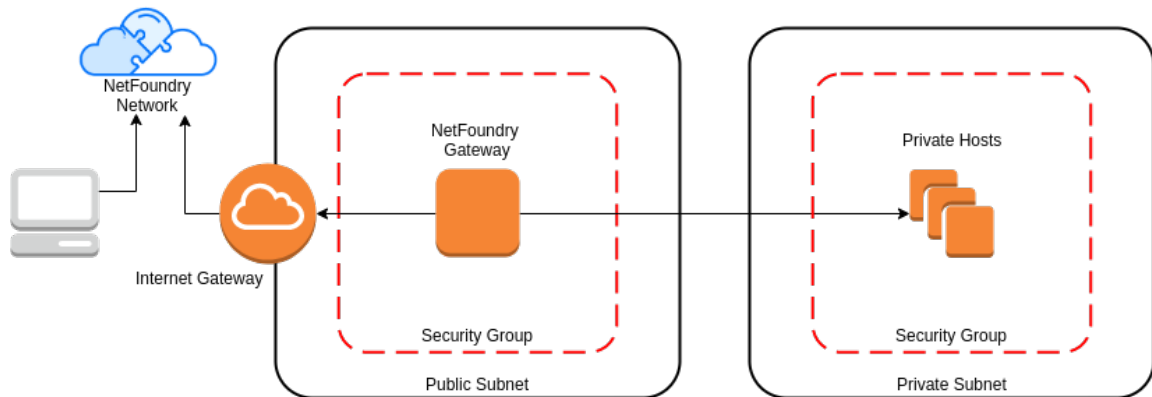 NetFoundry
Network
NetFoundry
Gateway
Private Hosts
Internet Gateway
Security Group
Security Group
Public Subnet
Private Subnet